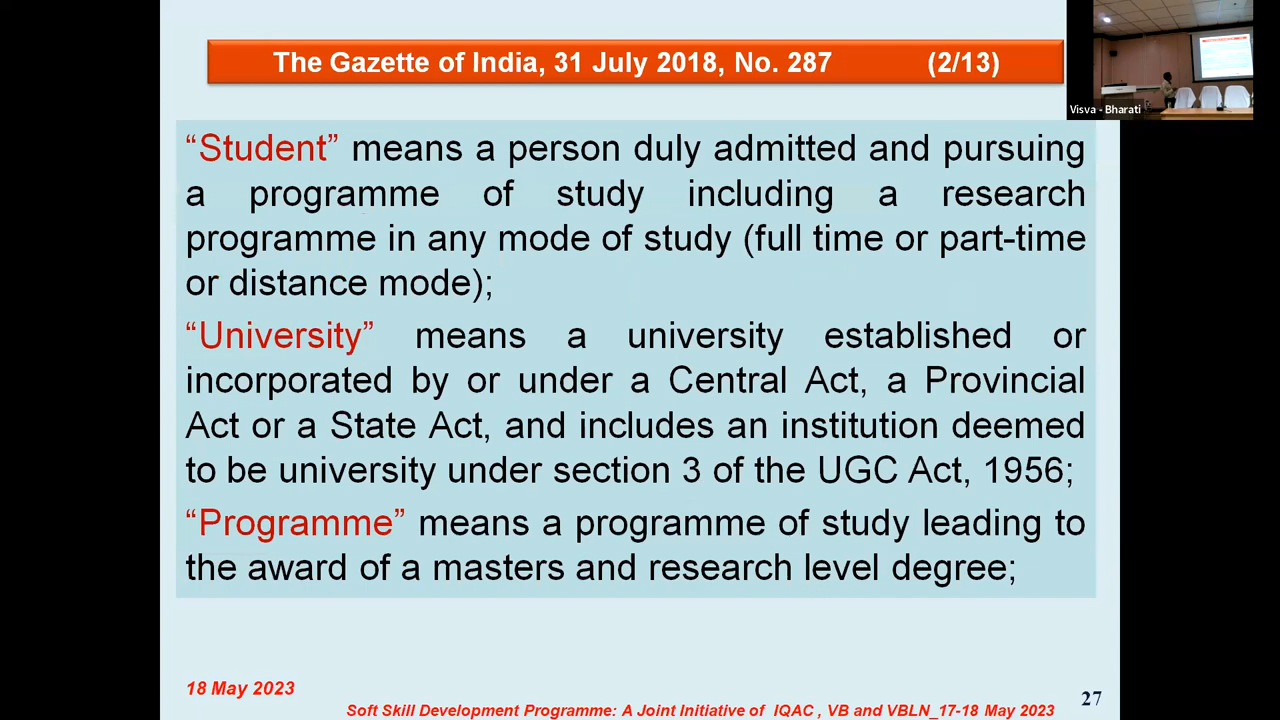 The Gazette of India, 31 July 2018, No. 287 (2/13)
Visva - Bharati
“Student” means a person duly admitted and pursuing
a programme of study including a research
programme in any mode of study (full time or part-time
or distance mode);
“University” means a university established or
incorporated by or under a Central Act, a Provincial
Act or a State Act, and includes an institution deemed
to be university under section 3 of the UGC Act, 1956;
“Programme” means a programme of study leading to
the award of a masters and research level degree;
18 May 2023
Soft Skill Development Programme: A Joint Initiative of IQAC , VB and VBLN_17-18 May 2023
27